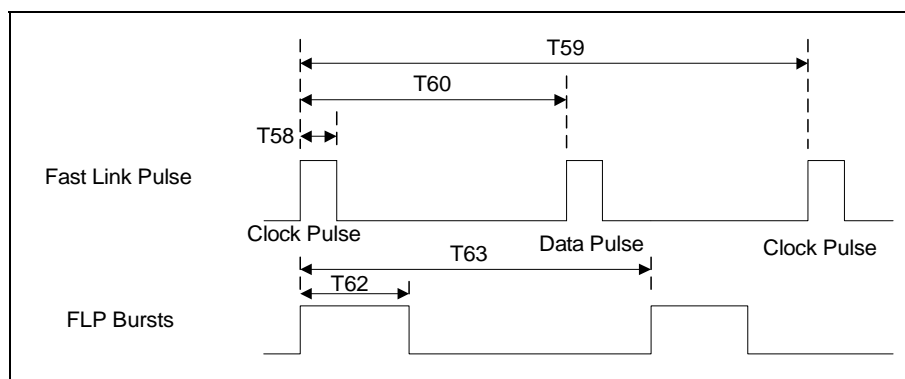 T59
T60
T58
Fast Link Pulse
Clock Pulse
Data Pulse
Clock Pulse
T63
T62
FLP Bursts